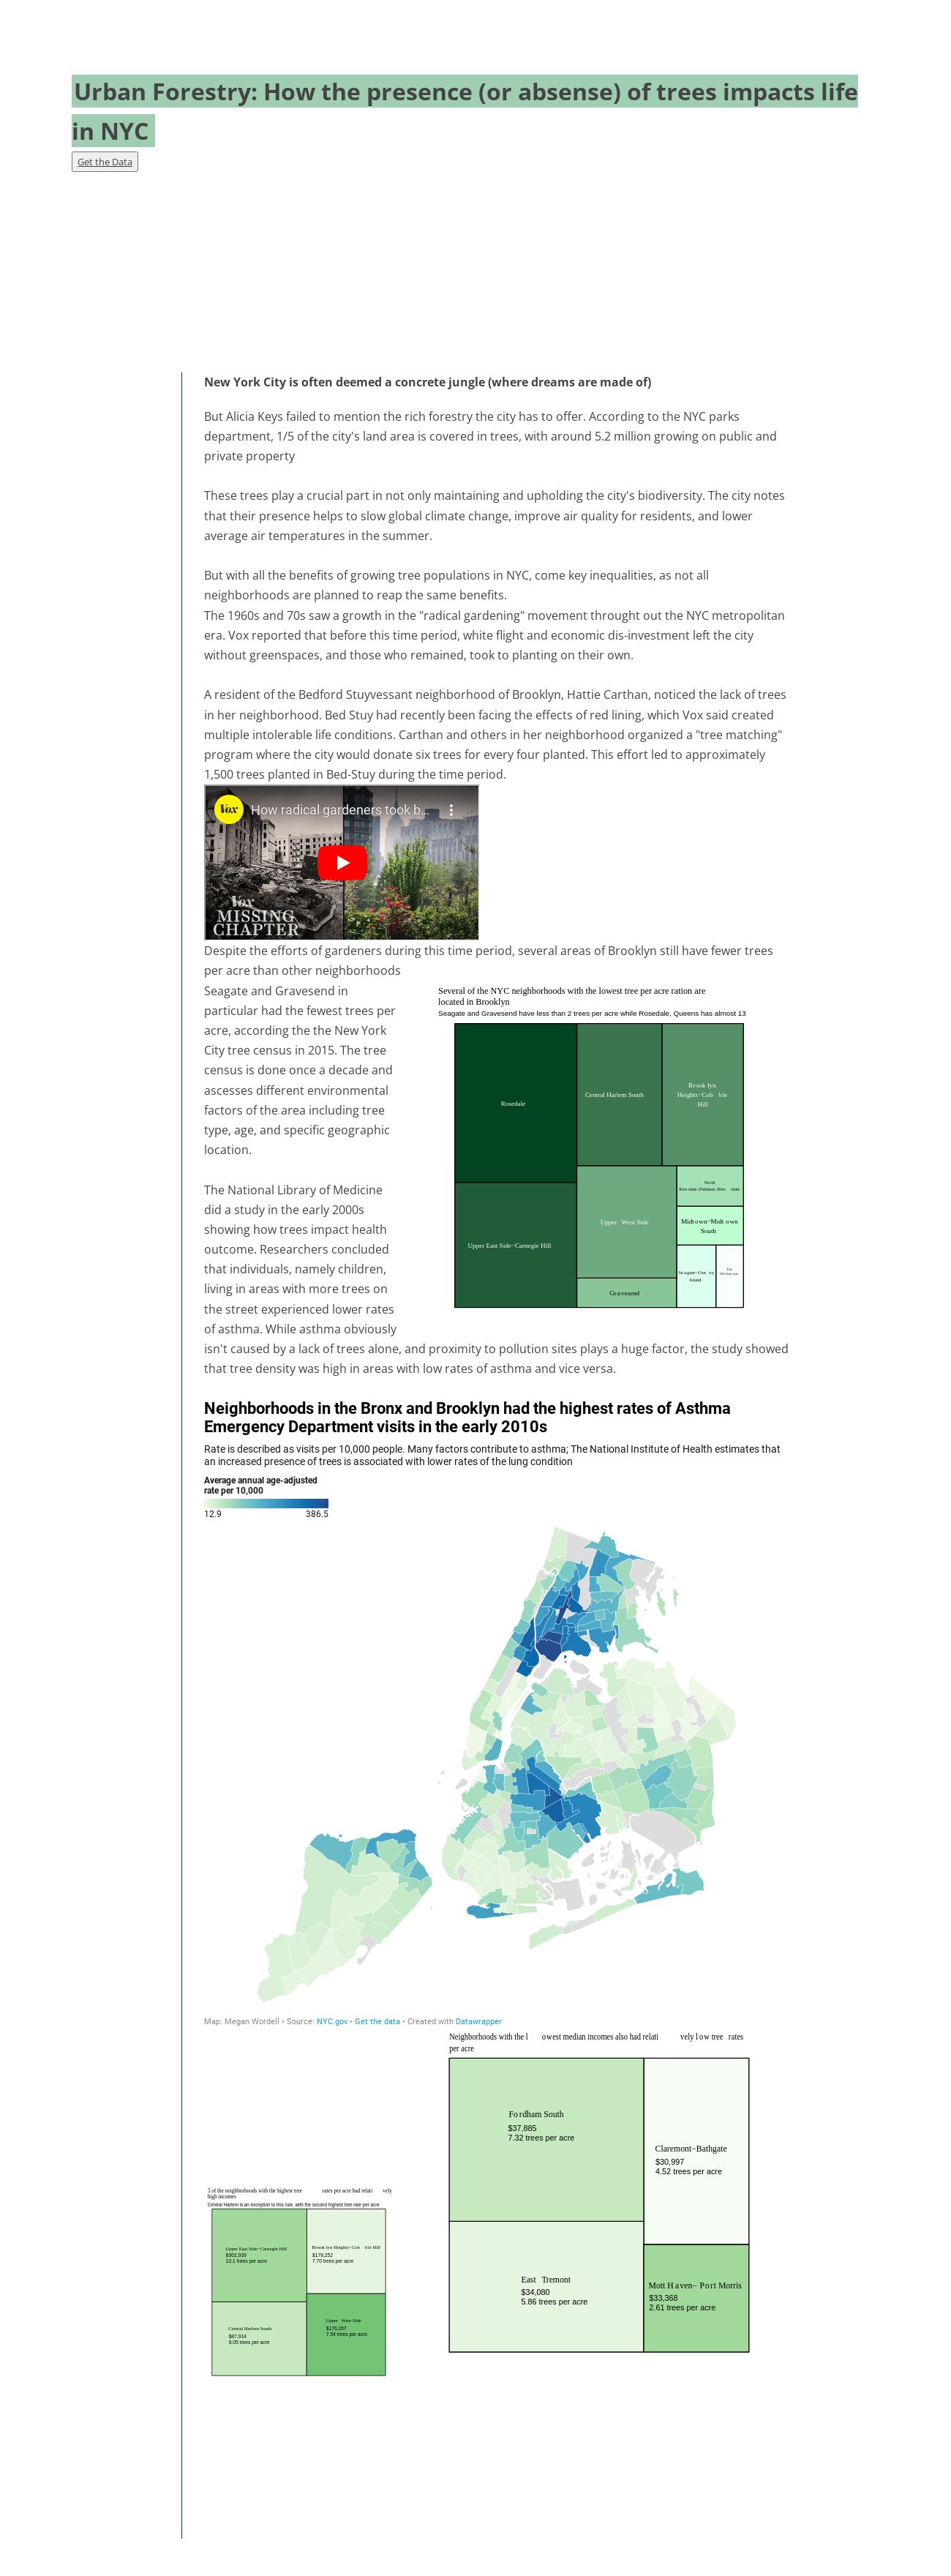 Urban Forestry: How the presence (or absense) of trees impacts life
in NYC
Get the Data
New York City is often deemed a concrete jungle (where dreams are made of)
But Alicia Keys failed to mention the rich forestry the city has to offer. According to the NYC parks
department, 1/5 of the city's land area is covered in trees, with around 5.2 million growing on public and
private property
These trees play a crucial part in not only maintaining and upholding the city's biodiversity. The city notes
that their presence helps to slow global climate change, improve air quality for residents, and lower
average air temperatures in the summer.
But with all the benefits of growing tree populations in NYC, come key inequalities, as not all
neighborhoods are planned to reap the same benefits.
The 1960s and 70s saw a growth in the "radical gardening" movement throught out the NYC metropolitan
era. Vox reported that before this time period, white flight and economic dis-investment left the city
without greenspaces, and those who remained, took to planting on their own.
A resident of the Bedford Stuyvessant neighborhood of Brooklyn, Hattie Carthan, noticed the lack of trees
in her neighborhood. Bed Stuy had recently been facing the effects of red lining, which Vox said created
multiple intolerable life conditions. Carthan and others in her neighborhood organized a "tree matching"
program where the city would donate six trees for every four planted. This effort led to approximately
1,500 trees planted in Bed-Stuy during the time period.
Vox
How radical gardeners took b...
Vox
MISSING
CHAPTER
Despite the efforts of gardeners during this time period, several areas of Brooklyn still have fewer trees
per acre than other neighborhoods
Seagate and Gravesend in
particular had the fewest trees per
acre, according the the New York
City tree census in 2015. The tree
census is done once a decade and
ascesses different environmental
factors of the area including tree
type, age, and specific geographic
location.
Several of the NYC neighborhoods with the lowest tree per acre ration are
located in Brooklyn
Seagate and Gravesend have less than 2 trees per acre while Rosedale, Queens has almost 13
Rosedale
Central Harlem South
Brooklyn
Heights−Cobble
Hill
Upper East Side−Carnegie Hill
Upper West Side
Gravesend
North
Midtown−Midtown
South
Seagate−Coney
Island
The National Library of Medicine
did a study in the early 2000s
showing how trees impact health
outcome. Researchers concluded
that individuals, namely children,
living in areas with more trees on
the street experienced lower rates
of asthma. While asthma obviously
isn't caused by a lack of trees alone, and proximity to pollution sites plays a huge factor, the study showed
that tree density was high in areas with low rates of asthma and vice versa.
Neighborhoods in the Bronx and Brooklyn had the highest rates of Asthma
Emergency Department visits in the early 2010s
Rate is described as visits per 10,000 people. Many factors contribute to asthma; The National Institute of Health estimates that
an increased presence of trees is associated with lower rates of the lung condition
Average annual age-adjusted
rate per 10,000
12.9 386.5
Map: Megan Wordell • Source: NYC.gov • Get the data • Created with Datawrapper
Neighborhoods with the lowest median incomes also had relatively low tree rates
per acre
Fordham South
$37,885
7.32 trees per acre
Claremont−Bathgate
$30,997
4.52 trees per acre
East Tremont
$34,080
5.86 trees per acre
Mott Haven−Port Morris
$33,368
2.61 trees per acre
3 of the neighborhoods with the highest tree rates per acre had relatively
high incomes
Central Harlem is an exception to this rule, with the second highest tree rate per acre
Upper East Side−Carnegie Hill
$302,939
10.1 trees per acre
Brooklyn Heights−Cobble Hill
$179,252
7.70 trees per acre
Central Harlem South
$87,914
8.05 trees per acre
Upper West Side
$176,267
7.54 trees per acre